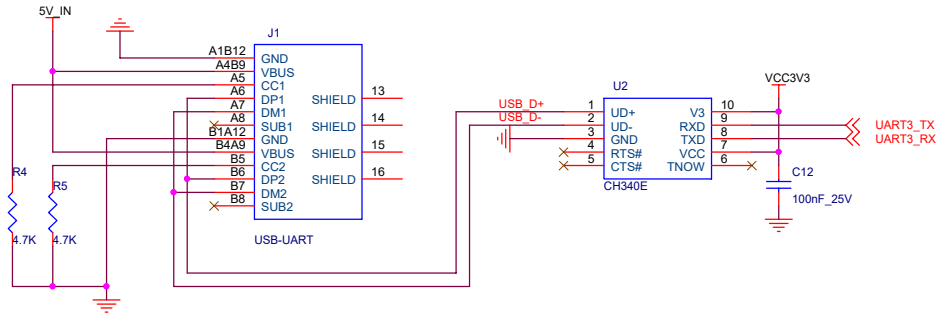 5V_IN
J1
A1B12 GND
A4B9 VBUS
A5 CC1
A6 DP1 SHIELD 13
A7 DM1
A8 SUB1 SHIELD 14
B1A12 GND
B4A9 VBUS SHIELD 15
B5 CC2
B6 DP2 SHIELD 16
B7 DM2
B8 SUB2
USB-UART
R4
4.7K
R5
4.7K
U2
USB_D+ 1 UD+ V3 10
USB_D- 2 UD- RXD 9 UART3_TX
3 GND TXD 8 UART3_RX
4 RTS# VCC 7
5 CTS# TNOW 6
CH340E
VCC3V3
C12
100nF_25V